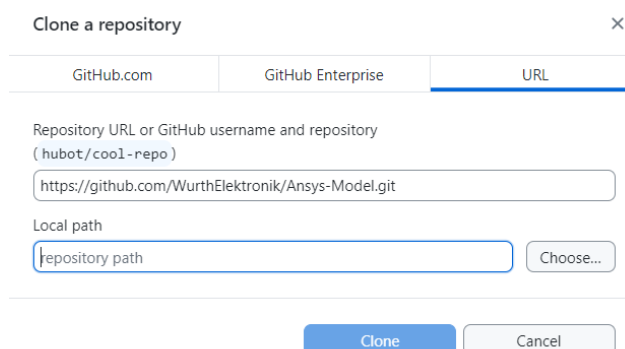 Clone a repository
GitHub.com
GitHub Enterprise
URL
Repository URL or GitHub username and repository
(hubot/cool-repo)
https://github.com/WurthElektronik/Ansys-Model.git
Local path
repository path
Choose...
Clone
Cancel